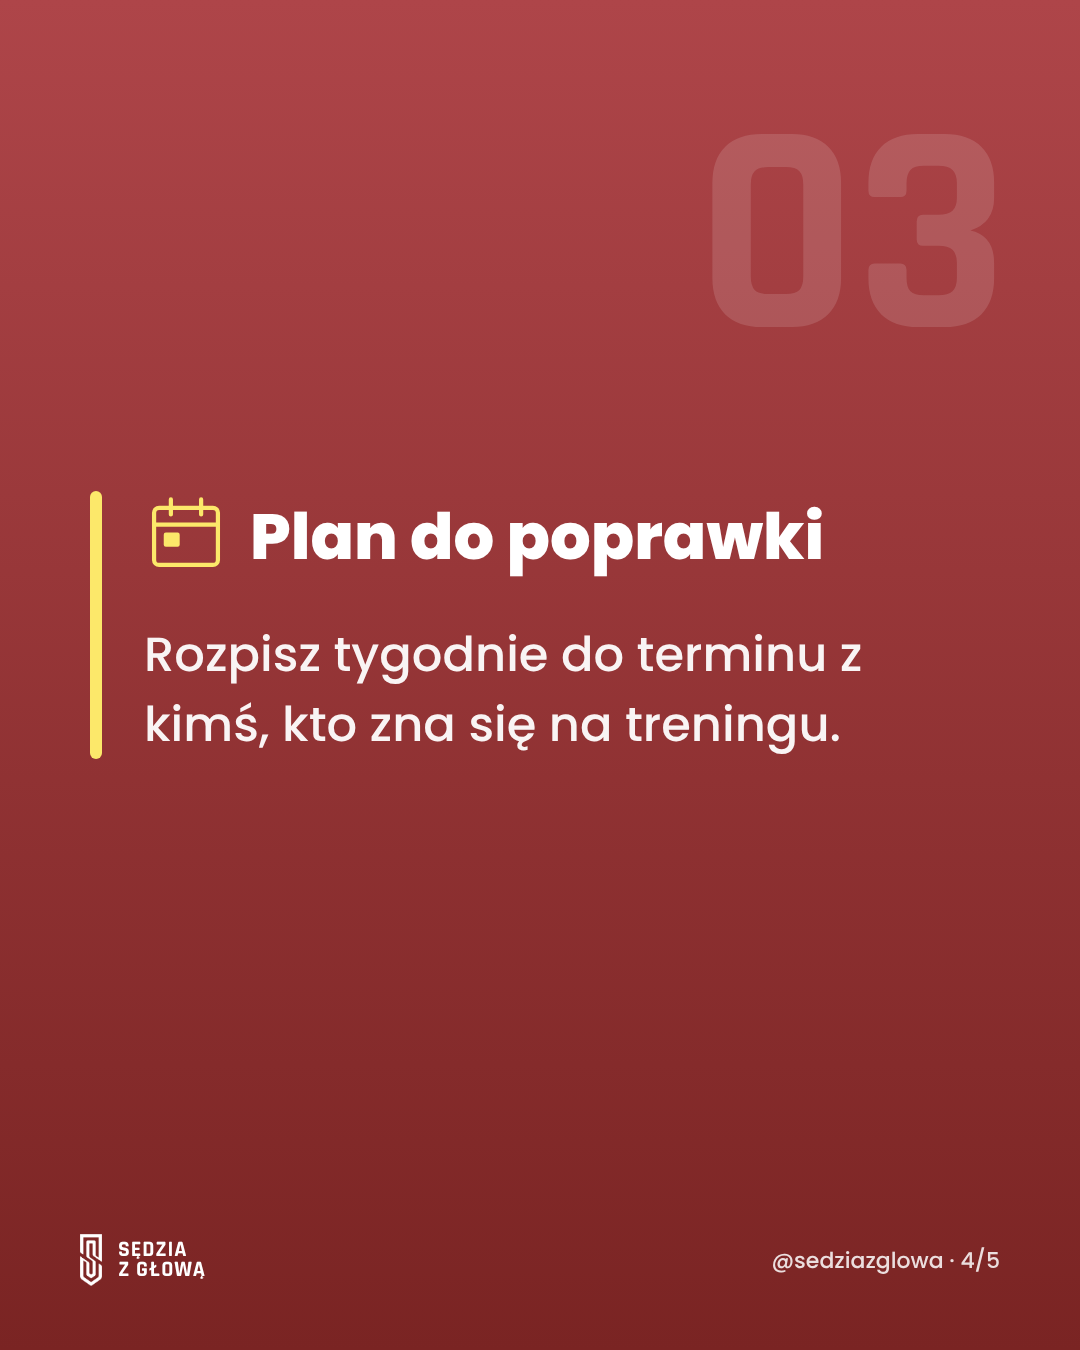 03
Plan do poprawki
Rozpisz tygodnie do terminu z
kimś, kto zna się na treningu.
SĘDZIA
Z GŁOWĄ
@sedziazglowa · 4/5